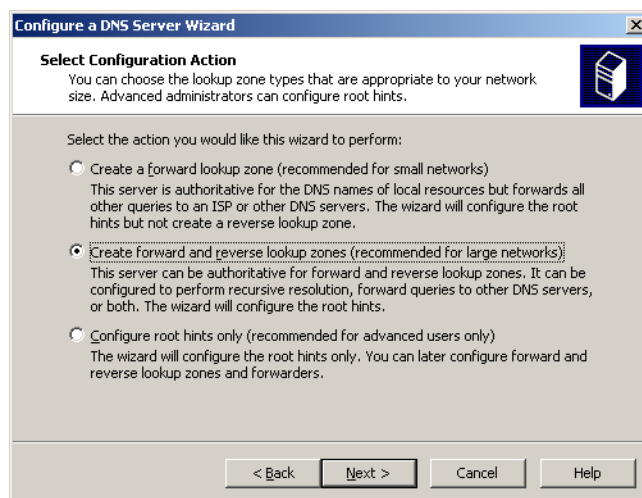 Configure a DNS Server Wizard
Select Configuration Action
You can choose the lookup zone types that are appropriate to your network
size. Advanced administrators can configure root hints.
Select the action you would like this wizard to perform:
Create a forward lookup zone (recommended for small networks)
This server is authoritative for the DNS names of local resources but forwards all
other queries to an ISP or other DNS servers. The wizard will configure the root
hints but not create a reverse lookup zone.
Create forward and reverse lookup zones (recommended for large networks)
This server can be authoritative for forward and reverse lookup zones. It can be
configured to perform recursive resolution, forward queries to other DNS servers,
or both. The wizard will configure the root hints.
Configure root hints only (recommended for advanced users only)
The wizard will configure the root hints only. You can later configure forward and
reverse lookup zones and forwarders.
< Back Next > Cancel Help